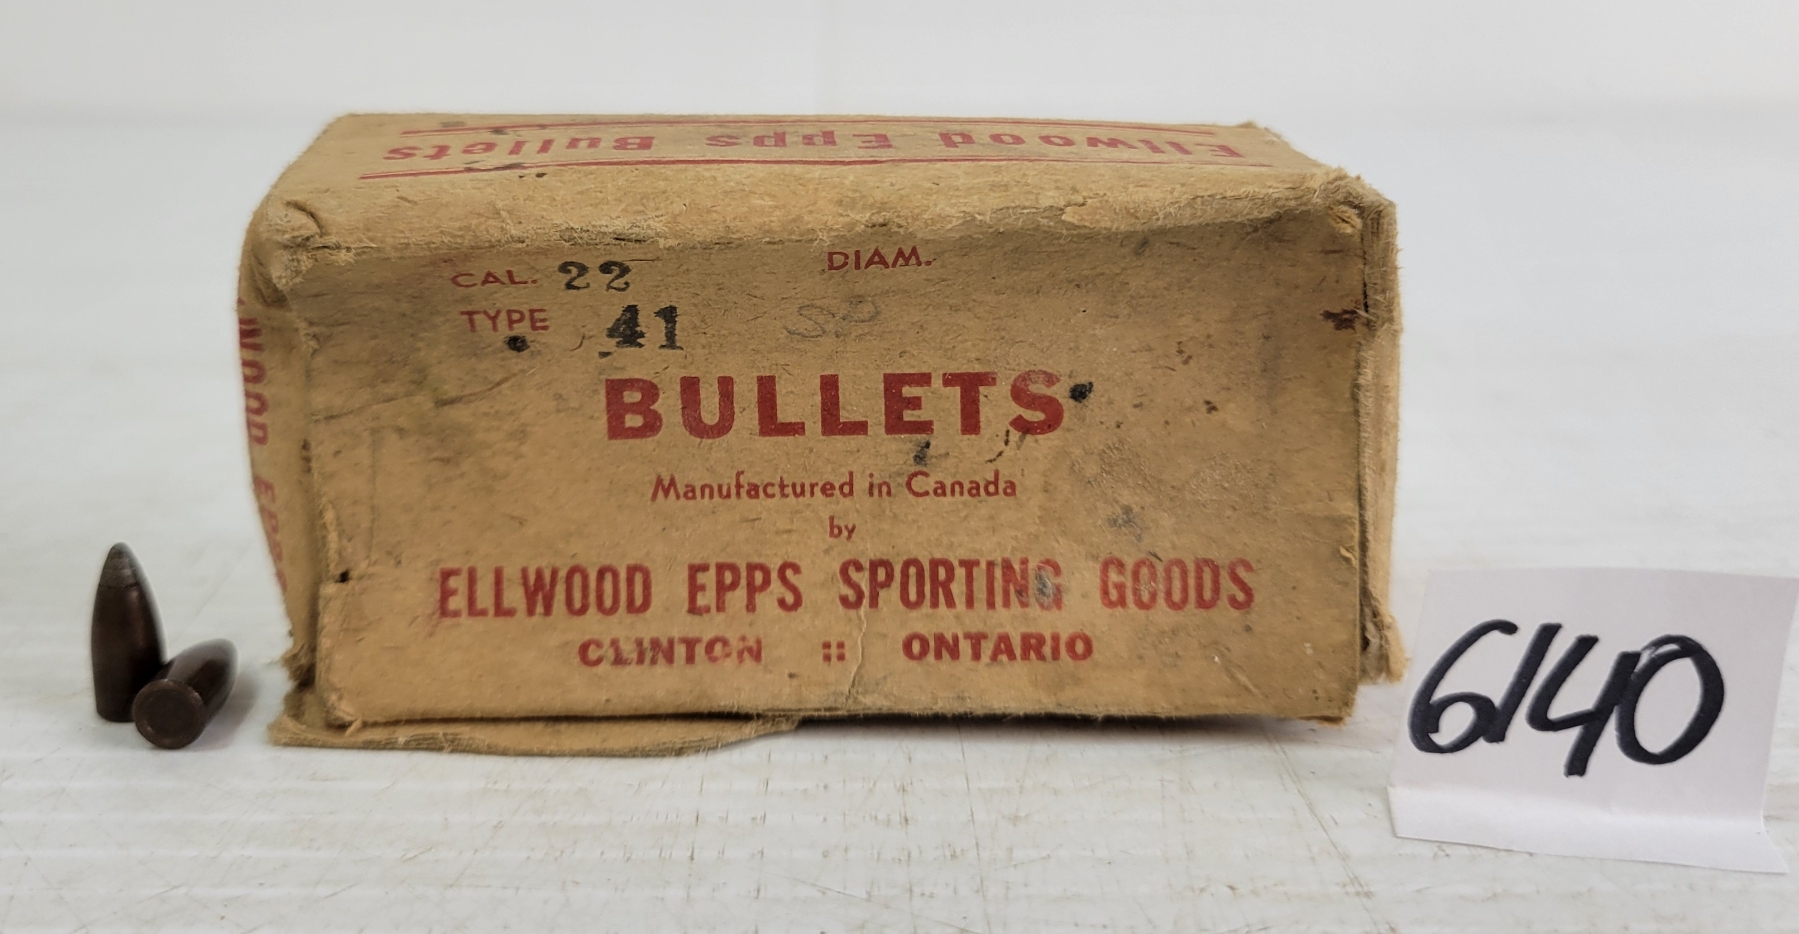 Ellwood Epps Bullets
CAL. 22
DIAM.
TYPE 41 SP
BULLETS
Manufactured in Canada
by
ELLWOOD EPPS SPORTING GOODS
CLINTON :: ONTARIO
6140